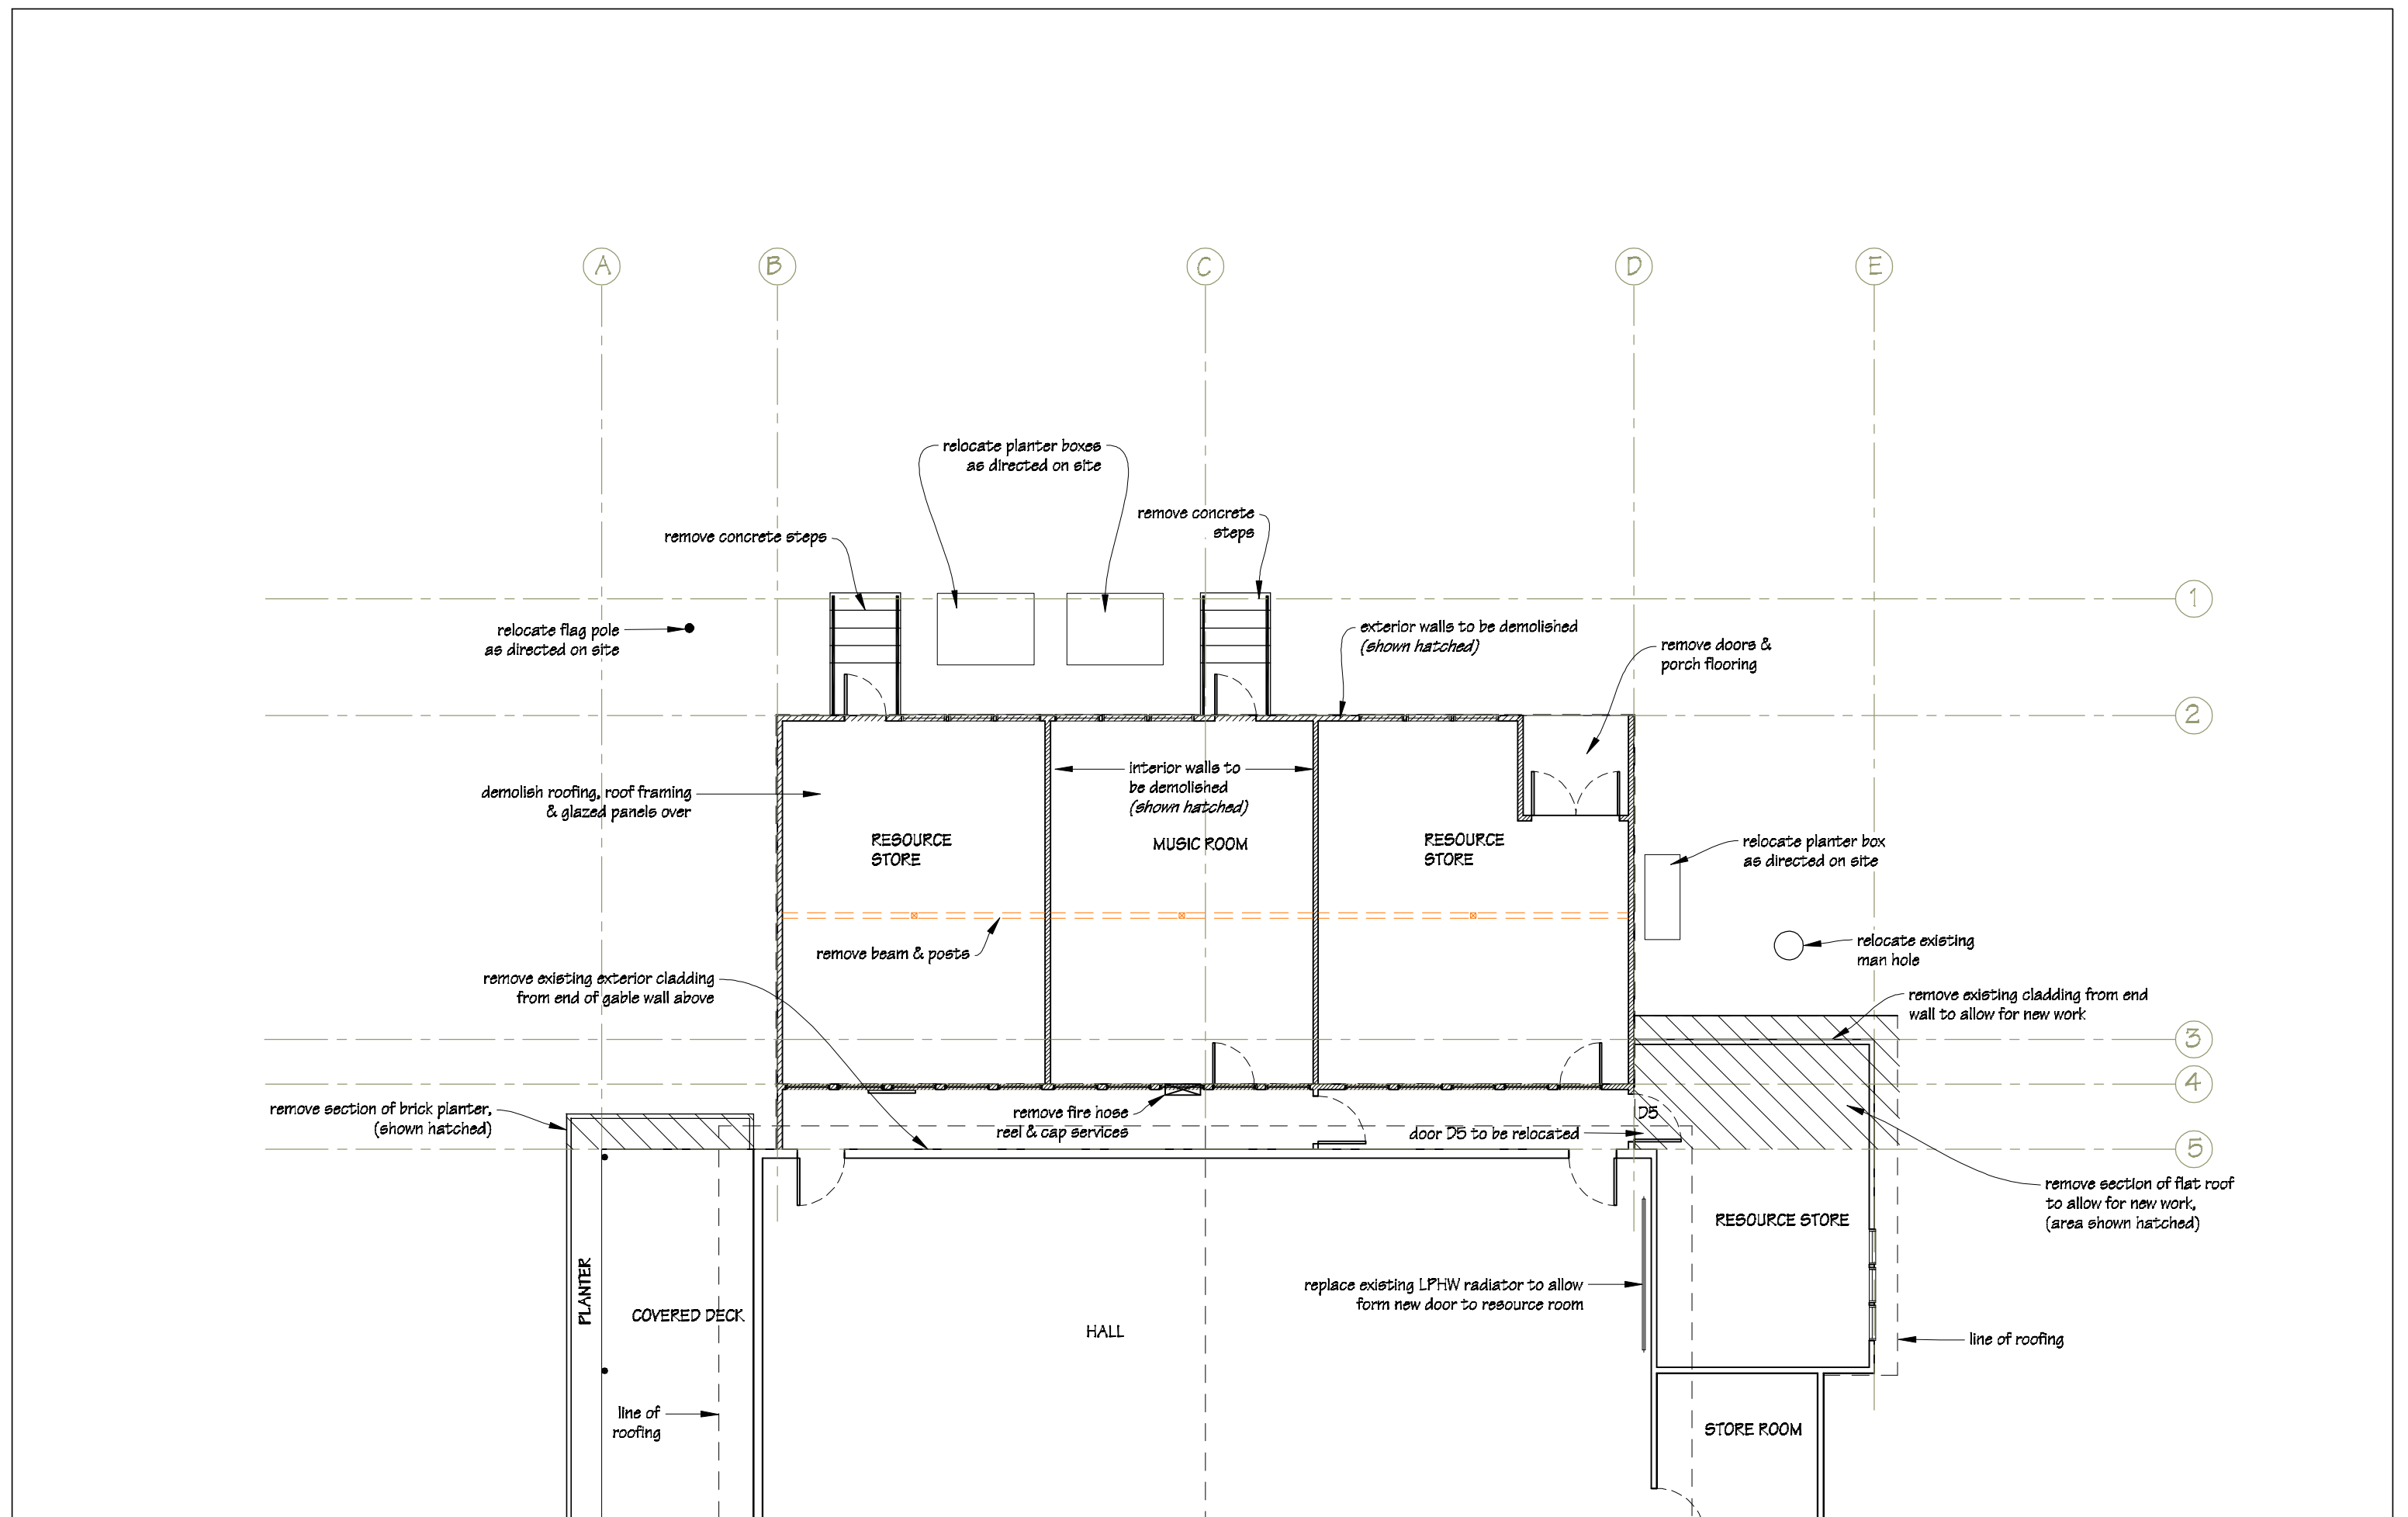 A
B
C
D
E
relocate planter boxes
as directed on site
remove concrete
steps
remove concrete steps
1
relocate flag pole
as directed on site
exterior walls to be demolished
(shown hatched)
remove doors &
porch flooring
2
interior walls to
be demolished
(shown hatched)
demolish roofing, roof framing
& glazed panels over
RESOURCE
STORE
MUSIC ROOM
RESOURCE
STORE
relocate planter box
as directed on site
remove beam & posts
relocate existing
man hole
remove existing exterior cladding
from end of gable wall above
remove existing cladding from end
wall to allow for new work
3
4
remove section of brick planter,
(shown hatched)
remove fire hose
reel & cap services
D5
door D5 to be relocated
5
remove section of flat roof
to allow for new work,
(area shown hatched)
RESOURCE STORE
PLANTER
COVERED DECK
replace existing LPHW radiator to allow
form new door to resource room
HALL
line of roofing
line of
roofing
STORE ROOM